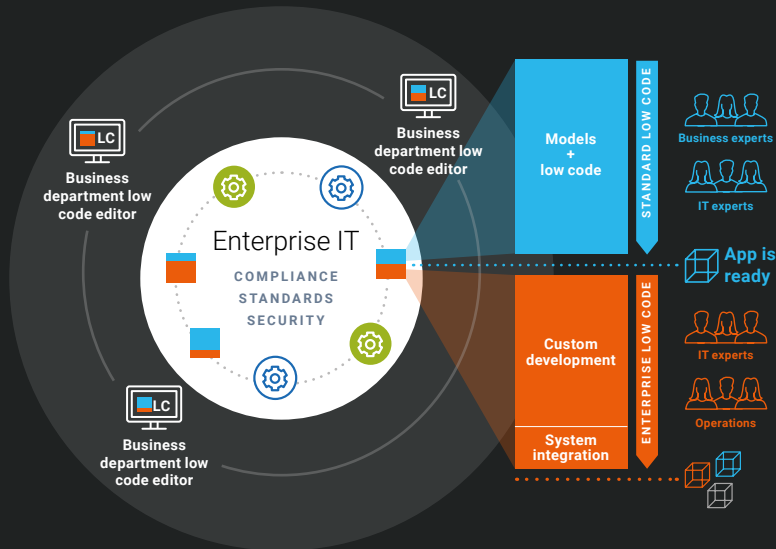 LC
Business
department low
code editor
LC
Business
department low
code editor
Enterprise IT
COMPLIANCE
STANDARDS
SECURITY
LC
Business
department low
code editor
Models
+
low code
STANDARD LOW CODE
Business experts
IT experts
App is
ready
Custom
development
System
integration
ENTERPRISE LOW CODE
IT experts
Operations